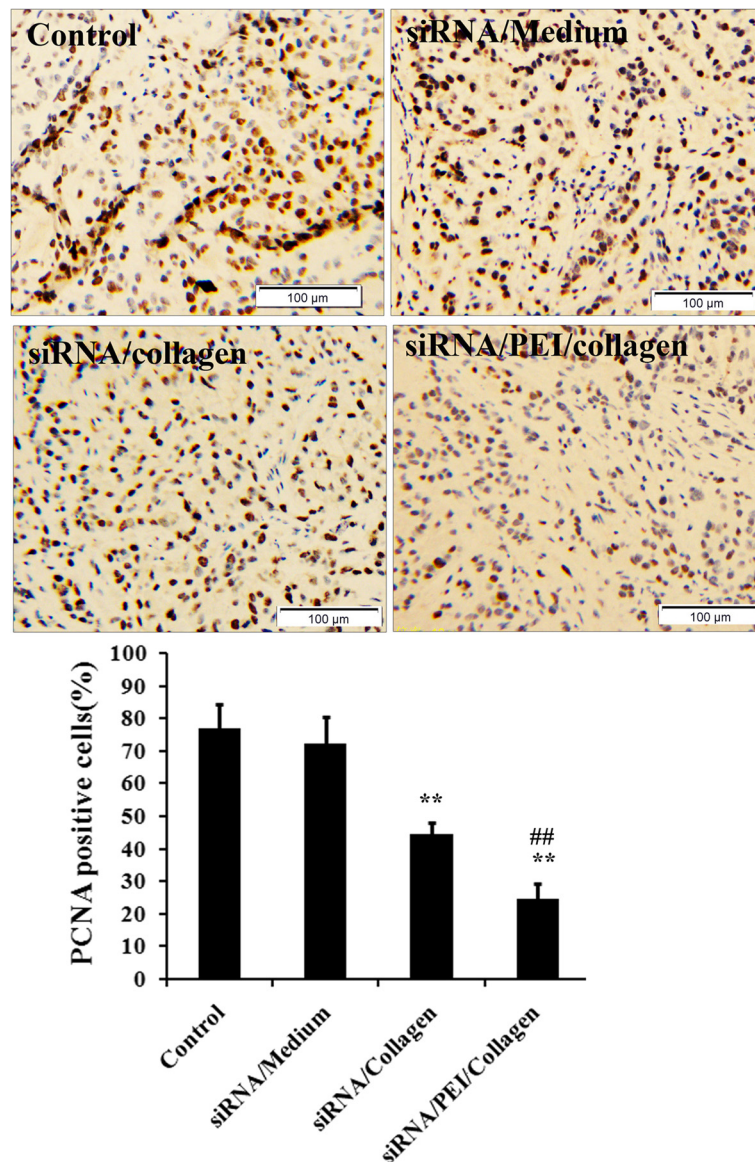 Control
siRNA/Medium
100 µm
100 µm
siRNA/collagen
siRNA/PEI/collagen
100 µm
100 µm
PCNA positive cells(%)
100
90
80
70
60
50
40
30
20
10
0
**
##
**
Control
siRNA/Medium
siRNA/Collagen
siRNA/PEI/Collagen